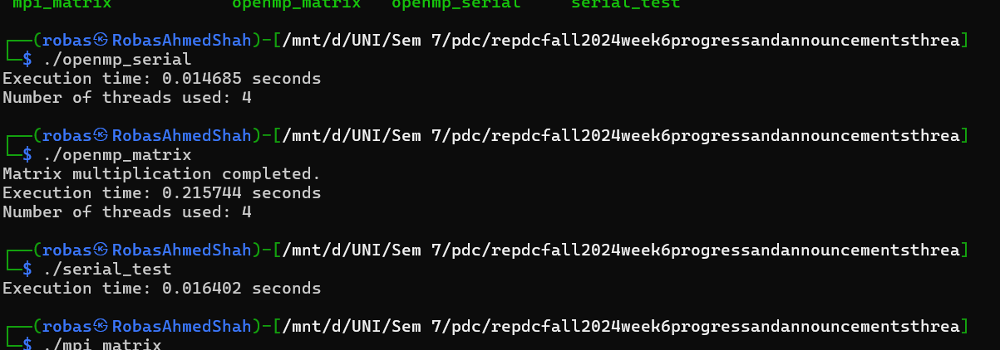 mpi_matrix openmp_matrix openmp_serial serial_test
┌──(robas㉿RobasAhmedShah)-[/mnt/d/UNI/Sem 7/pdc/repdcfall2024week6progressandannouncementsthrea]
└─$ ./openmp_serial
Execution time: 0.014685 seconds
Number of threads used: 4
┌──(robas㉿RobasAhmedShah)-[/mnt/d/UNI/Sem 7/pdc/repdcfall2024week6progressandannouncementsthrea]
└─$ ./openmp_matrix
Matrix multiplication completed.
Execution time: 0.215744 seconds
Number of threads used: 4
┌──(robas㉿RobasAhmedShah)-[/mnt/d/UNI/Sem 7/pdc/repdcfall2024week6progressandannouncementsthrea]
└─$ ./serial_test
Execution time: 0.016402 seconds
┌──(robas㉿RobasAhmedShah)-[/mnt/d/UNI/Sem 7/pdc/repdcfall2024week6progressandannouncementsthrea]
└─$ ./mpi_matrix